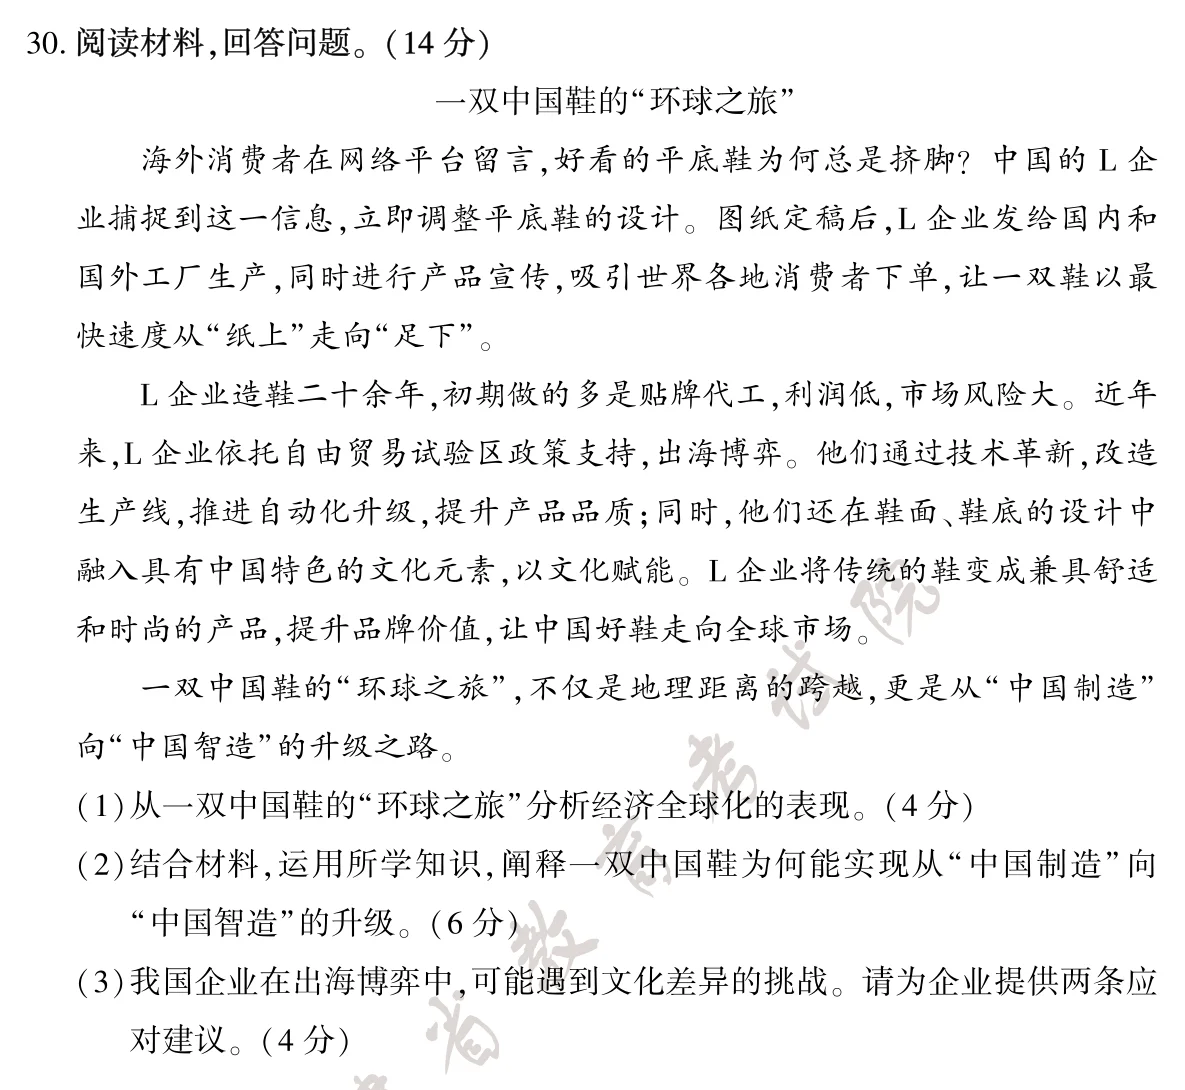 30. 阅读材料,回答问题。(14分)
一双中国鞋的“环球之旅”
海外消费者在网络平台留言,好看的平底鞋为何总是挤脚? 中国的 L 企
业捕捉到这一信息,立即调整平底鞋的设计。图纸定稿后,L 企业发给国内和
国外工厂生产,同时进行产品宣传,吸引世界各地消费者下单,让一双鞋以最
快速度从“纸上”走向“足下”。
L 企业造鞋二十余年,初期做的多是贴牌代工,利润低,市场风险大。近年
来,L 企业依托自由贸易试验区政策支持,出海博弈。他们通过技术革新,改造
生产线,推进自动化升级,提升产品品质;同时,他们还在鞋面、鞋底的设计中
融入具有中国特色的文化元素,以文化赋能。L 企业将传统的鞋变成兼具舒适
和时尚的产品,提升品牌价值,让中国好鞋走向全球市场。
一双中国鞋的“环球之旅”,不仅是地理距离的跨越,更是从“中国制造”
向“中国智造”的升级之路。
(1)从一双中国鞋的“环球之旅”分析经济全球化的表现。(4分)
(2)结合材料,运用所学知识,阐释一双中国鞋为何能实现从“中国制造”向
“中国智造”的升级。(6分)
(3)我国企业在出海博弈中,可能遇到文化差异的挑战。请为企业提供两条应
对建议。(4分)
省教育考试院